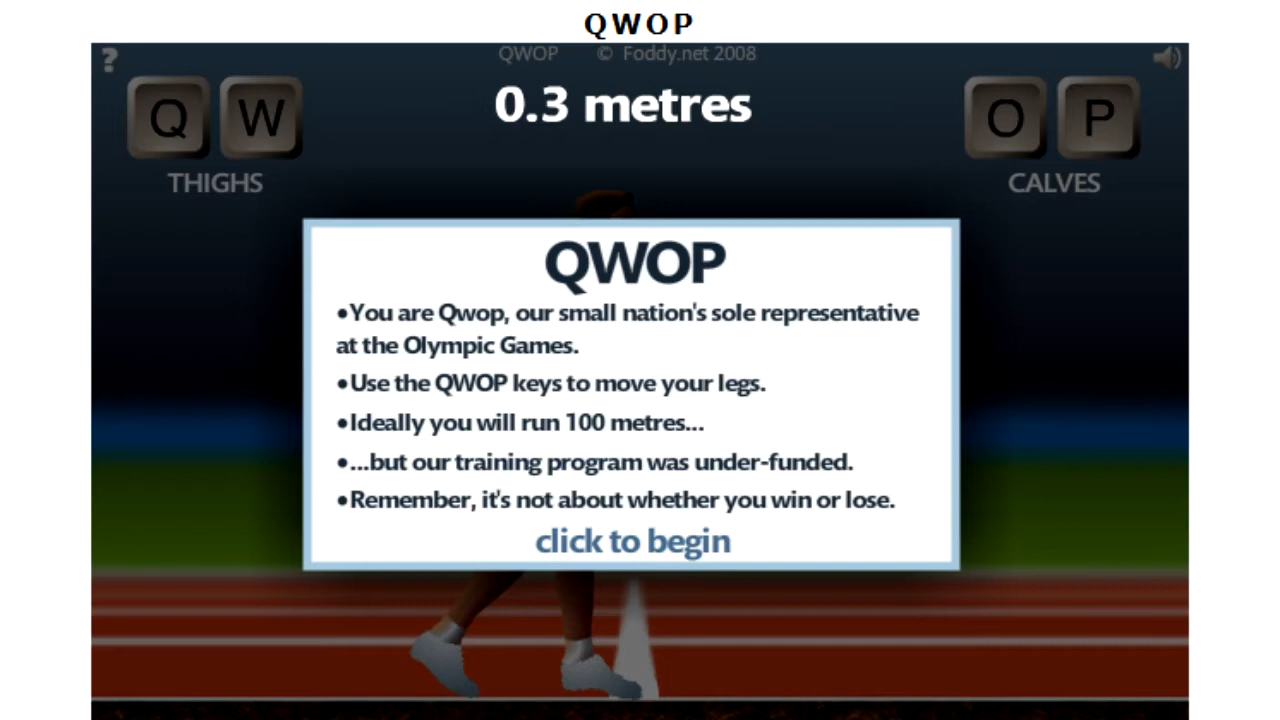 QWOP
? QWOP © Foddy.net 2008
Q W 0.3 metres O P
THIGHS CALVES
QWOP
•You are Qwop, our small nation's sole representative
at the Olympic Games.
•Use the QWOP keys to move your legs.
•Ideally you will run 100 metres...
•...but our training program was under-funded.
•Remember, it's not about whether you win or lose.
click to begin